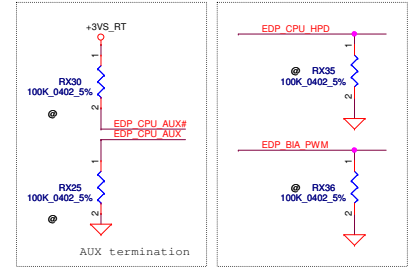 +3VS_RT
1
RX30
100K_0402_5%
2
@
EDP_CPU_AUX#
EDP_CPU_AUX
1
RX25
100K_0402_5%
2
@
AUX termination
EDP_CPU_HPD
1
@ RX35
100K_0402_5%
2
EDP_BIA_PWM
1
@ RX36
100K_0402_5%
2